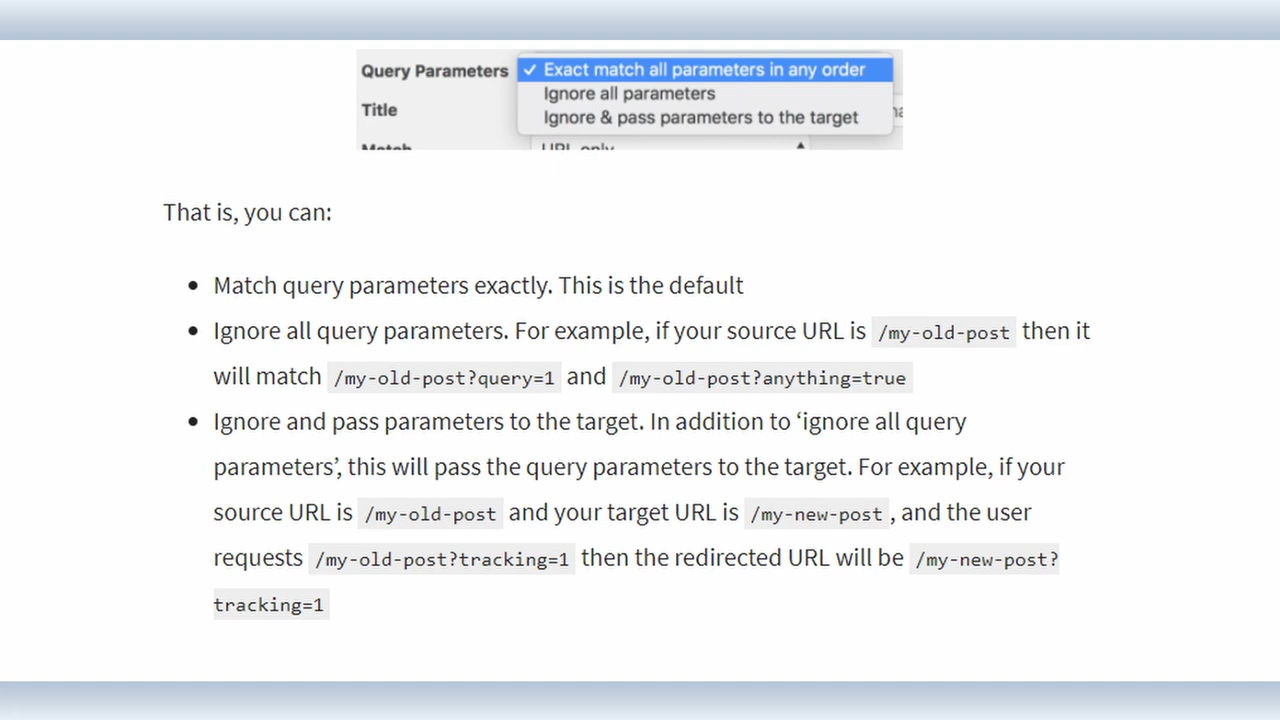 Query Parameters
✓ Exact match all parameters in any order
Ignore all parameters
Title
Ignore & pass parameters to the target
Match
URL only
That is, you can:
• Match query parameters exactly. This is the default
• Ignore all query parameters. For example, if your source URL is /my-old-post then it
will match /my-old-post?query=1 and /my-old-post?anything=true
• Ignore and pass parameters to the target. In addition to ‘ignore all query
parameters’, this will pass the query parameters to the target. For example, if your
source URL is /my-old-post and your target URL is /my-new-post , and the user
requests /my-old-post?tracking=1 then the redirected URL will be /my-new-post?
tracking=1